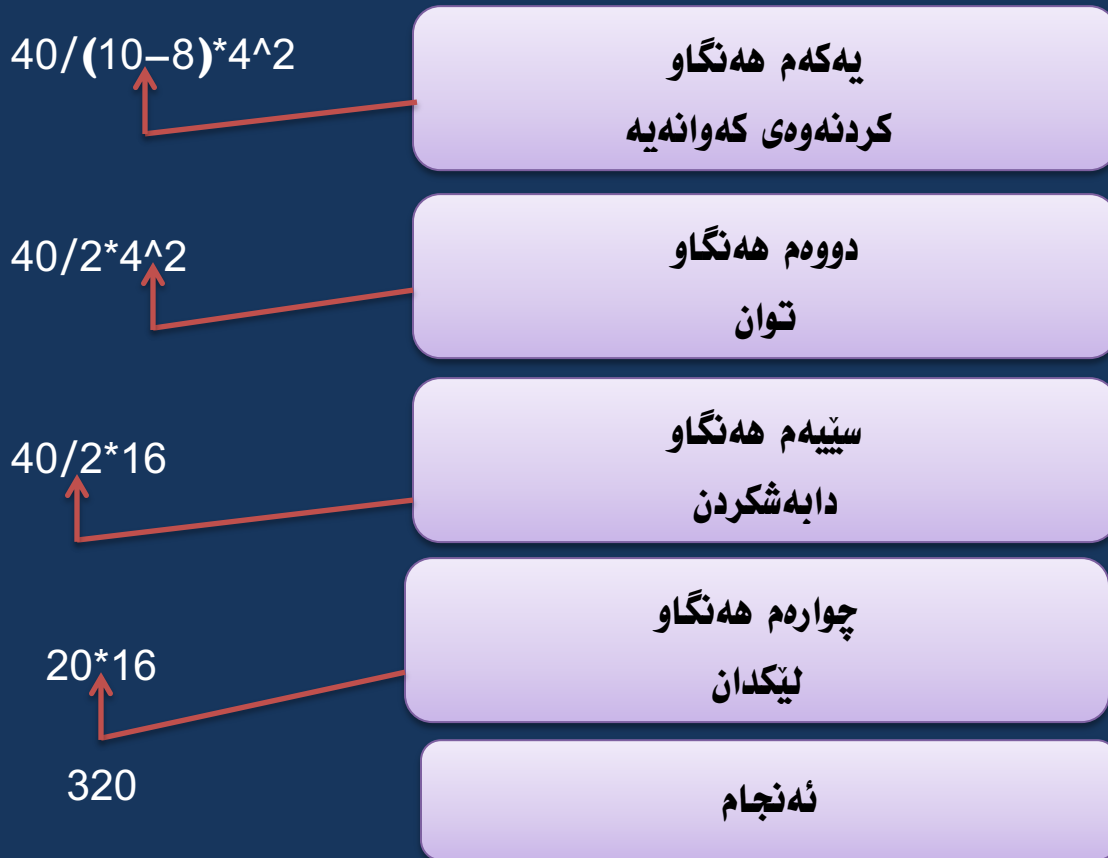 40/(10–8)*4^2
یەکەم هەنگاو
کردنەوەی کەوانەیە
40/2*4^2
دووەم هەنگاو
توان
40/2*16
سێیەم هەنگاو
دابەشکردن
20*16
چوارەم هەنگاو
لێکدان
320
ئەنجام